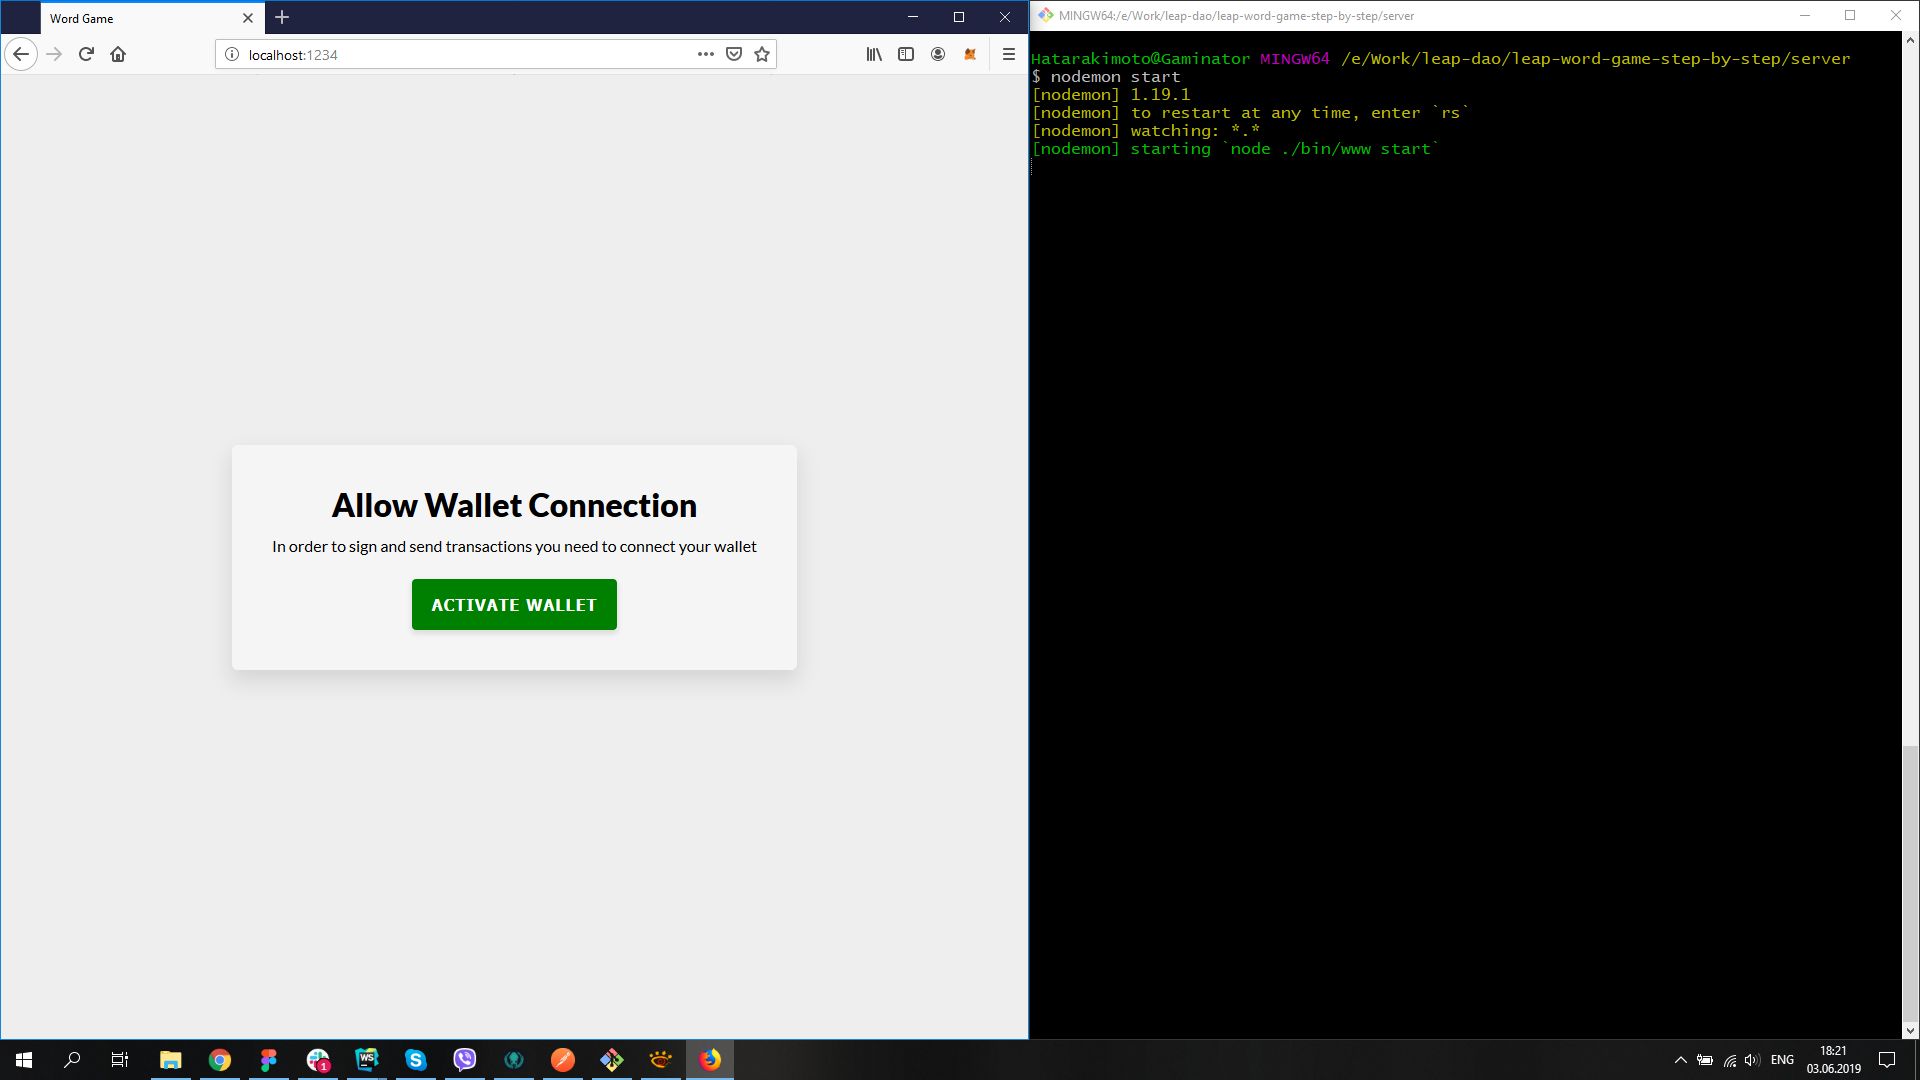 Word Game
localhost:1234
Allow Wallet Connection
In order to sign and send transactions you need to connect your wallet
ACTIVATE WALLET
MINGW64:/e/Work/leap-dao/leap-word-game-step-by-step/server
Hatarakimoto@Gaminator MINGW64 /e/Work/leap-dao/leap-word-game-step-by-step/server
$ nodemon start
[nodemon] 1.19.1
[nodemon] to restart at any time, enter `rs`
[nodemon] watching: *.*
[nodemon] starting `node ./bin/www start`
1
WS
ENG
18:21
03.06.2019